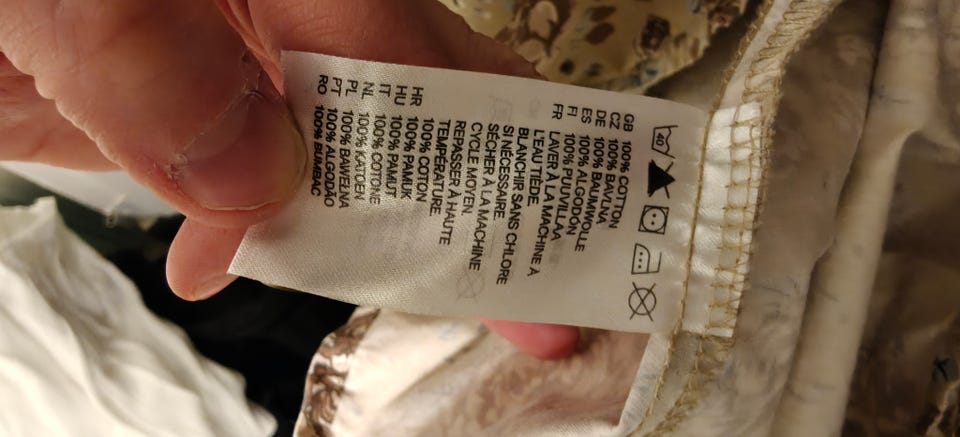 GB 100% COTTON
CZ 100% BAVLNA
DE 100% BAUMWOLLE
ES 100% ALGODÓN
FI 100% PUUVILLAA
FR LAVER À LA MACHINE À
L'EAU TIÈDE.
BLANCHIR SANS CHLORE
SI NÉCESSAIRE.
SÉCHER À LA MACHINE
CYCLE MOYEN.
REPASSER À HAUTE
TEMPÉRATURE.
100% COTON
HR 100% PAMUK
HU 100% PAMUT
IT 100% COTONE
NL 100% KATOEN
PL 100% BAWEŁNA
PT 100% ALGODÃO
RO 100% BUMBAC